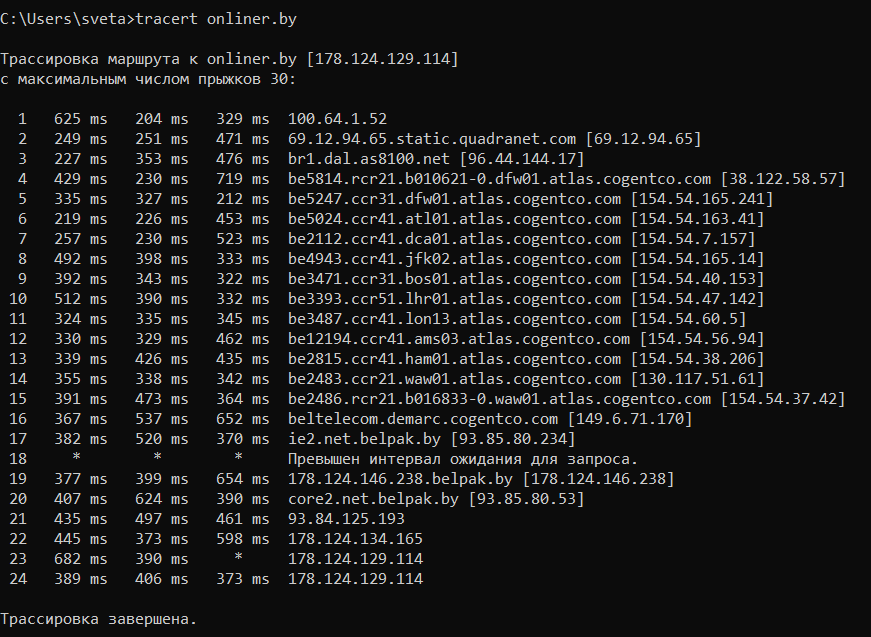 C:\Users\sveta>tracert onliner.by
Трассировка маршрута к onliner.by [178.124.129.114]
с максимальным числом прыжков 30:
1 625 ms 204 ms 329 ms 100.64.1.52
2 249 ms 251 ms 471 ms 69.12.94.65.static.quadranet.com [69.12.94.65]
3 227 ms 353 ms 476 ms br1.dal.as8100.net [96.44.144.17]
4 429 ms 230 ms 719 ms be5814.rcr21.b010621-0.dfw01.atlas.cogentco.com [38.122.58.57]
5 335 ms 327 ms 212 ms be5247.ccr31.dfw01.atlas.cogentco.com [154.54.165.241]
6 219 ms 226 ms 453 ms be5024.ccr41.atl01.atlas.cogentco.com [154.54.163.41]
7 257 ms 230 ms 523 ms be2112.ccr41.dca01.atlas.cogentco.com [154.54.7.157]
8 492 ms 398 ms 333 ms be4943.ccr41.jfk02.atlas.cogentco.com [154.54.165.14]
9 392 ms 343 ms 322 ms be3471.ccr31.bos01.atlas.cogentco.com [154.54.40.153]
10 512 ms 390 ms 332 ms be3393.ccr51.lhr01.atlas.cogentco.com [154.54.47.142]
11 324 ms 335 ms 345 ms be3487.ccr41.lon13.atlas.cogentco.com [154.54.60.5]
12 330 ms 329 ms 462 ms be12194.ccr41.ams03.atlas.cogentco.com [154.54.56.94]
13 339 ms 426 ms 435 ms be2815.ccr41.ham01.atlas.cogentco.com [154.54.38.206]
14 355 ms 338 ms 342 ms be2483.ccr21.waw01.atlas.cogentco.com [130.117.51.61]
15 391 ms 473 ms 364 ms be2486.rcr21.b016833-0.waw01.atlas.cogentco.com [154.54.37.42]
16 367 ms 537 ms 652 ms beltelecom.demarc.cogentco.com [149.6.71.170]
17 382 ms 520 ms 370 ms ie2.net.belpak.by [93.85.80.234]
18 * * * Превышен интервал ожидания для запроса.
19 377 ms 399 ms 654 ms 178.124.146.238.belpak.by [178.124.146.238]
20 407 ms 624 ms 390 ms core2.net.belpak.by [93.85.80.53]
21 435 ms 497 ms 461 ms 93.84.125.193
22 445 ms 373 ms 598 ms 178.124.134.165
23 682 ms 390 ms * 178.124.129.114
24 389 ms 406 ms 373 ms 178.124.129.114
Трассировка завершена.